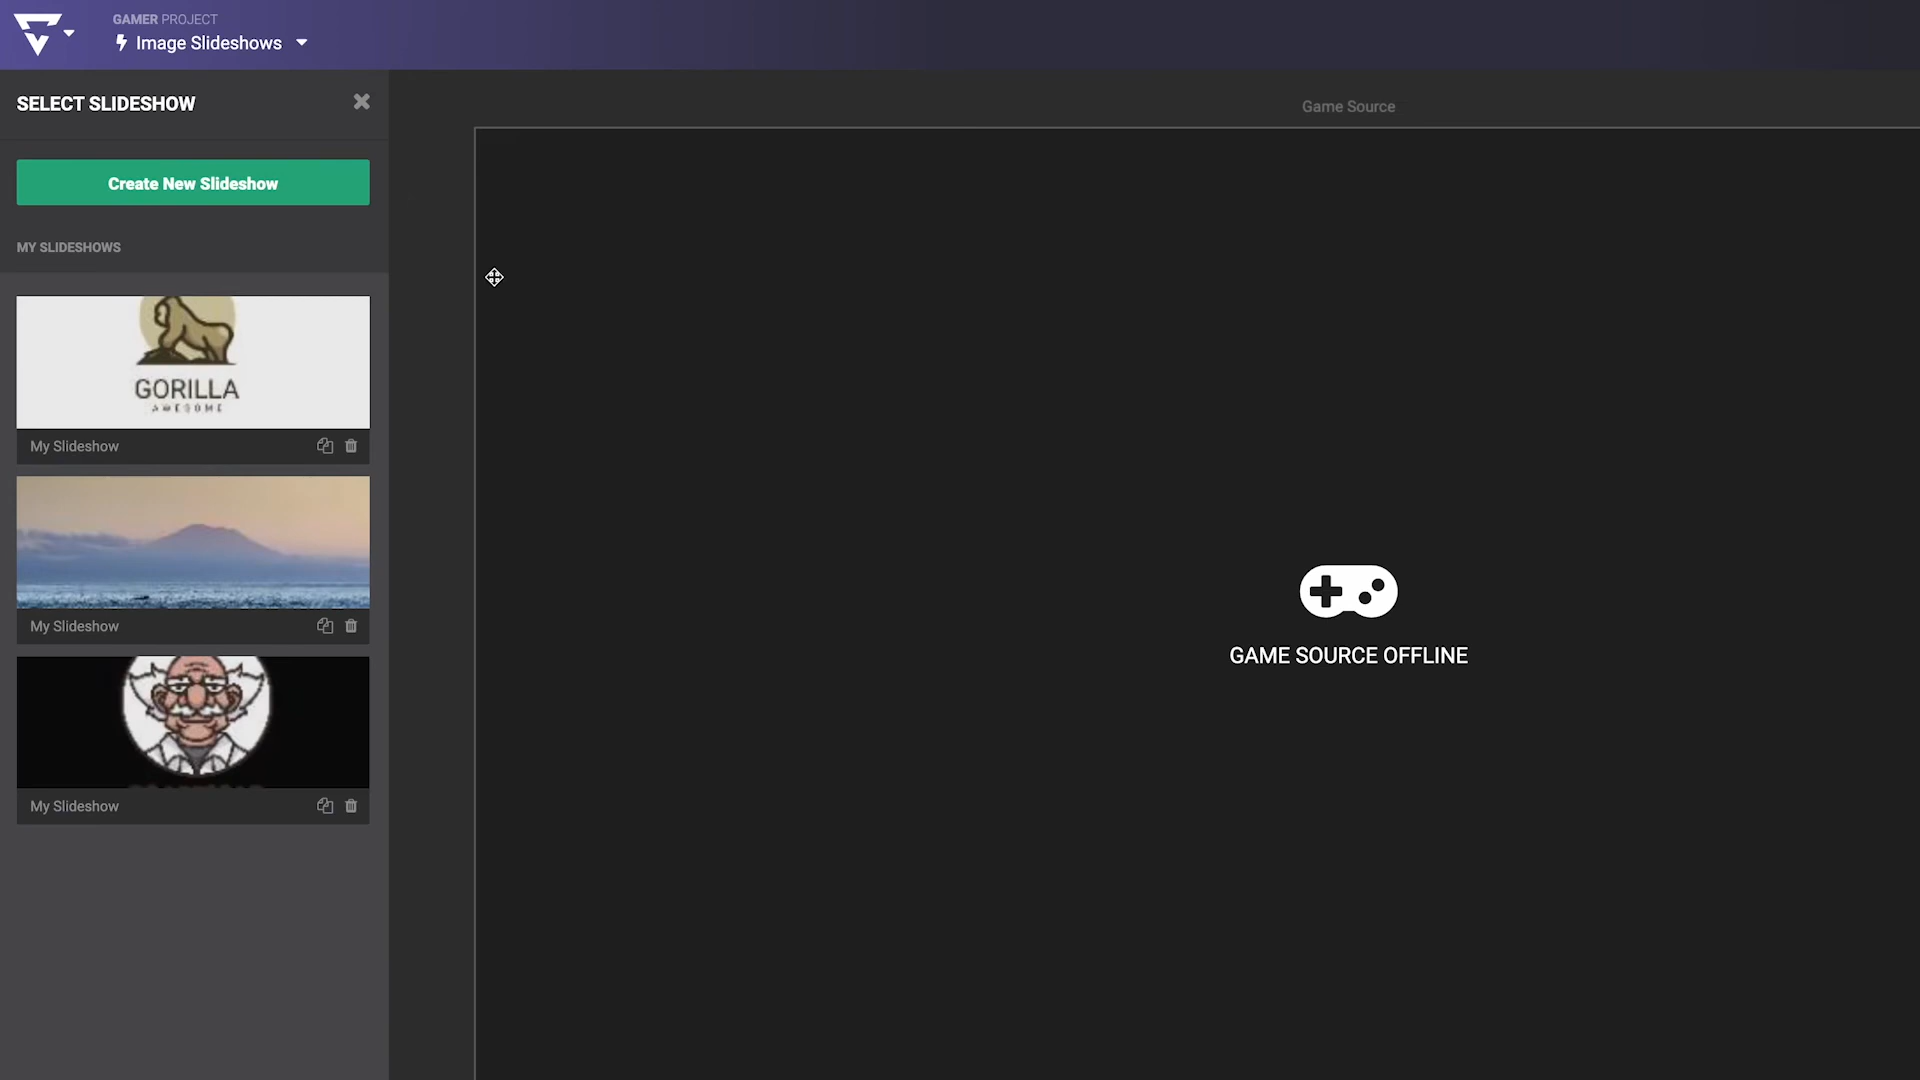 GAMER PROJECT
Image Slideshows
SELECT SLIDESHOW
Create New Slideshow
MY SLIDESHOWS
GORILLA
AWESOME
My Slideshow
My Slideshow
My Slideshow
Game Source
GAME SOURCE OFFLINE